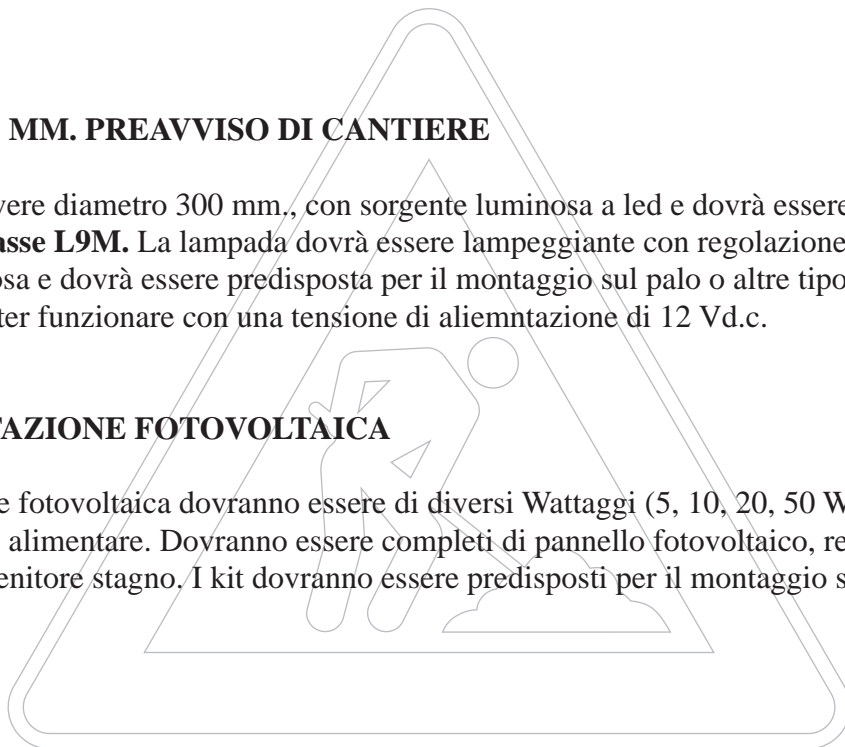 MM. PREAVVISO DI CANTIERE
vere diametro 300 mm., con sorgente luminosa a led e dovrà essere
asse L9M. La lampada dovrà essere lampeggiante con regolazione
osa e dovrà essere predisposta per il montaggio sul palo o altre tipo
ter funzionare con una tensione di aliemntazione di 12 Vd.c.
TAZIONE FOTOVOLTAICA
e fotovoltaica dovranno essere di diversi Wattaggi (5, 10, 20, 50 W
alimentare. Dovranno essere completi di pannello fotovoltaico, re
enitore stagno. I kit dovranno essere predisposti per il montaggio s